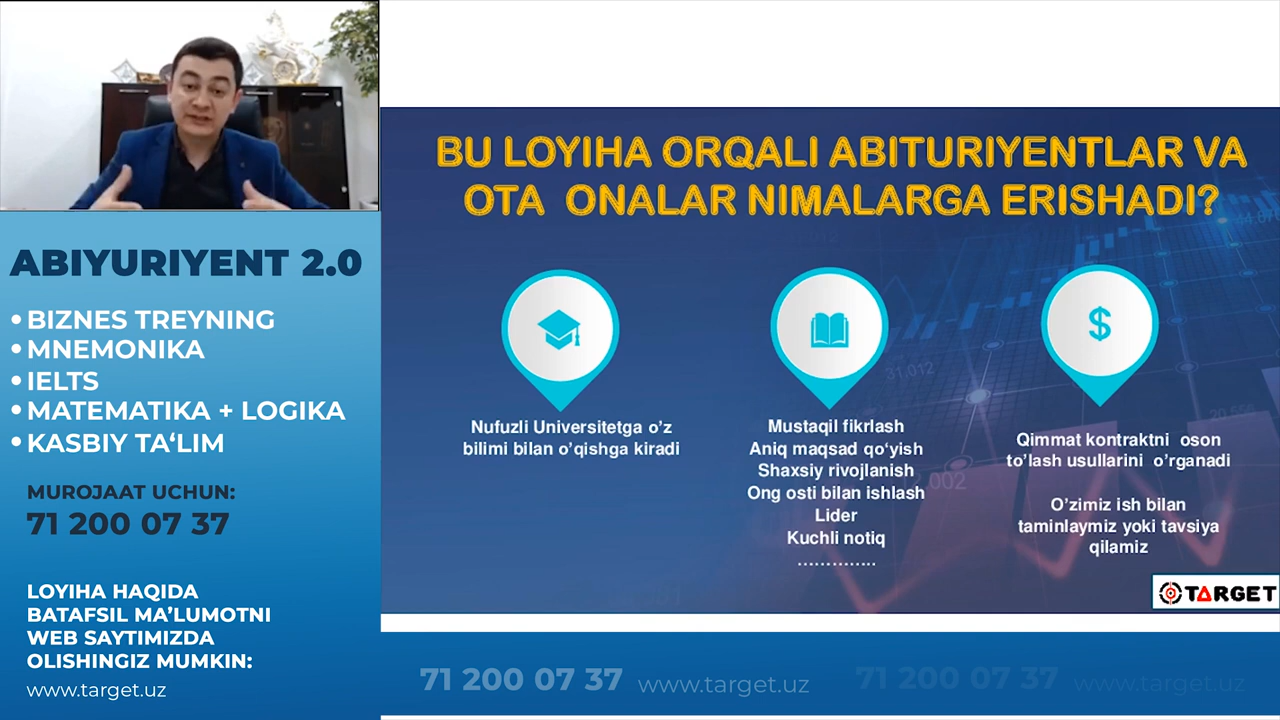 ABIYURIYENT 2.0
• BIZNES TREYNING
• MNEMONIKA
• IELTS
• MATEMATIKA + LOGIKA
• KASBIY TA‘LIM
MUROJAAT UCHUN:
71 200 07 37
LOYIHA HAQIDA
BATAFSIL MA’LUMOTNI
WEB SAYTIMIZDA
OLISHINGIZ MUMKIN:
www.target.uz
BU LOYIHA ORQALI ABITURIYENTLAR VA
OTA ONALAR NIMALARGA ERISHADI?
Nufuzli Universitetga o’z
bilimi bilan o’qishga kiradi
Mustaqil fikrlash
Aniq maqsad qo‘yish
Shaxsiy rivojlanish
Ong osti bilan ishlash
Lider
Kuchli notiq
..............
$
Qimmat kontraktni oson
to’lash usullarini o’rganadi
O’zimiz ish bilan
taminlaymiz yoki tavsiya
qilamiz
31.012
TARGET
71 200 07 37 www.target.uz
71 200 07 37 www.target.uz